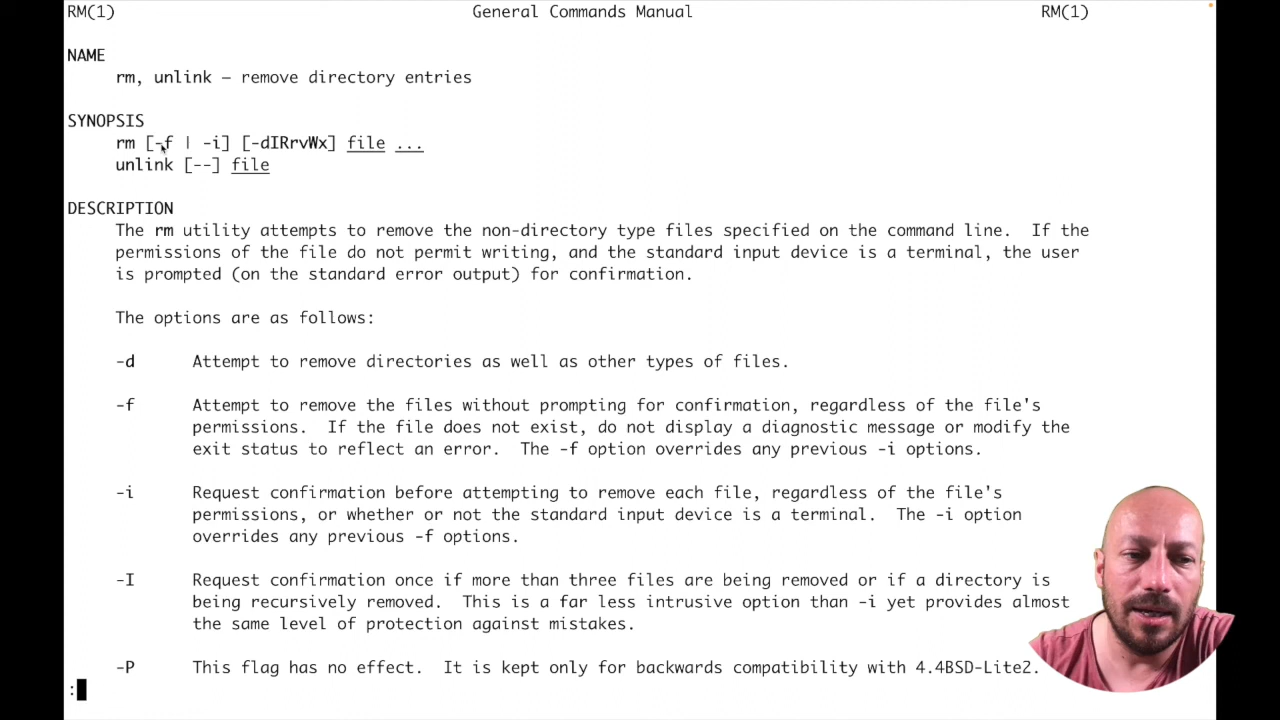 RM(1) General Commands Manual RM(1)
NAME
rm, unlink – remove directory entries
SYNOPSIS
rm [-f | -i] [-dIRrvWx] file ...
unlink [--] file
DESCRIPTION
The rm utility attempts to remove the non-directory type files specified on the command line. If the
permissions of the file do not permit writing, and the standard input device is a terminal, the user
is prompted (on the standard error output) for confirmation.
The options are as follows:
-d Attempt to remove directories as well as other types of files.
-f Attempt to remove the files without prompting for confirmation, regardless of the file's
permissions. If the file does not exist, do not display a diagnostic message or modify the
exit status to reflect an error. The -f option overrides any previous -i options.
-i Request confirmation before attempting to remove each file, regardless of the file's
permissions, or whether or not the standard input device is a terminal. The -i option
overrides any previous -f options.
-I Request confirmation once if more than three files are being removed or if a directory is
being recursively removed. This is a far less intrusive option than -i yet provides almost
the same level of protection against mistakes.
-P This flag has no effect. It is kept only for backwards compatibility with 4.4BSD-Lite2.
: